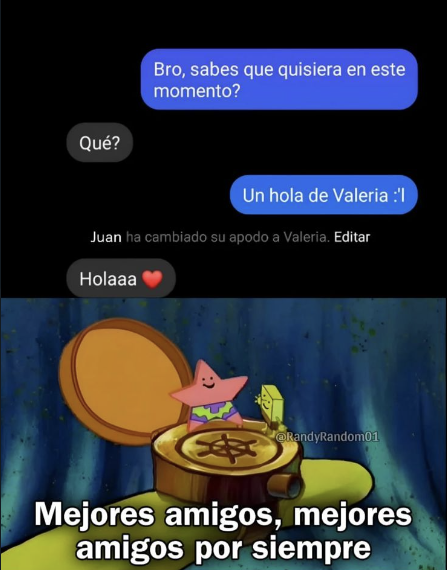 Bro, sabes que quisiera en este
momento?
Qué?
Un hola de Valeria :'l
Juan ha cambiado su apodo a Valeria. Editar
Holaaa ❤️
@RandyRandom01
Mejores amigos, mejores
amigos por siempre